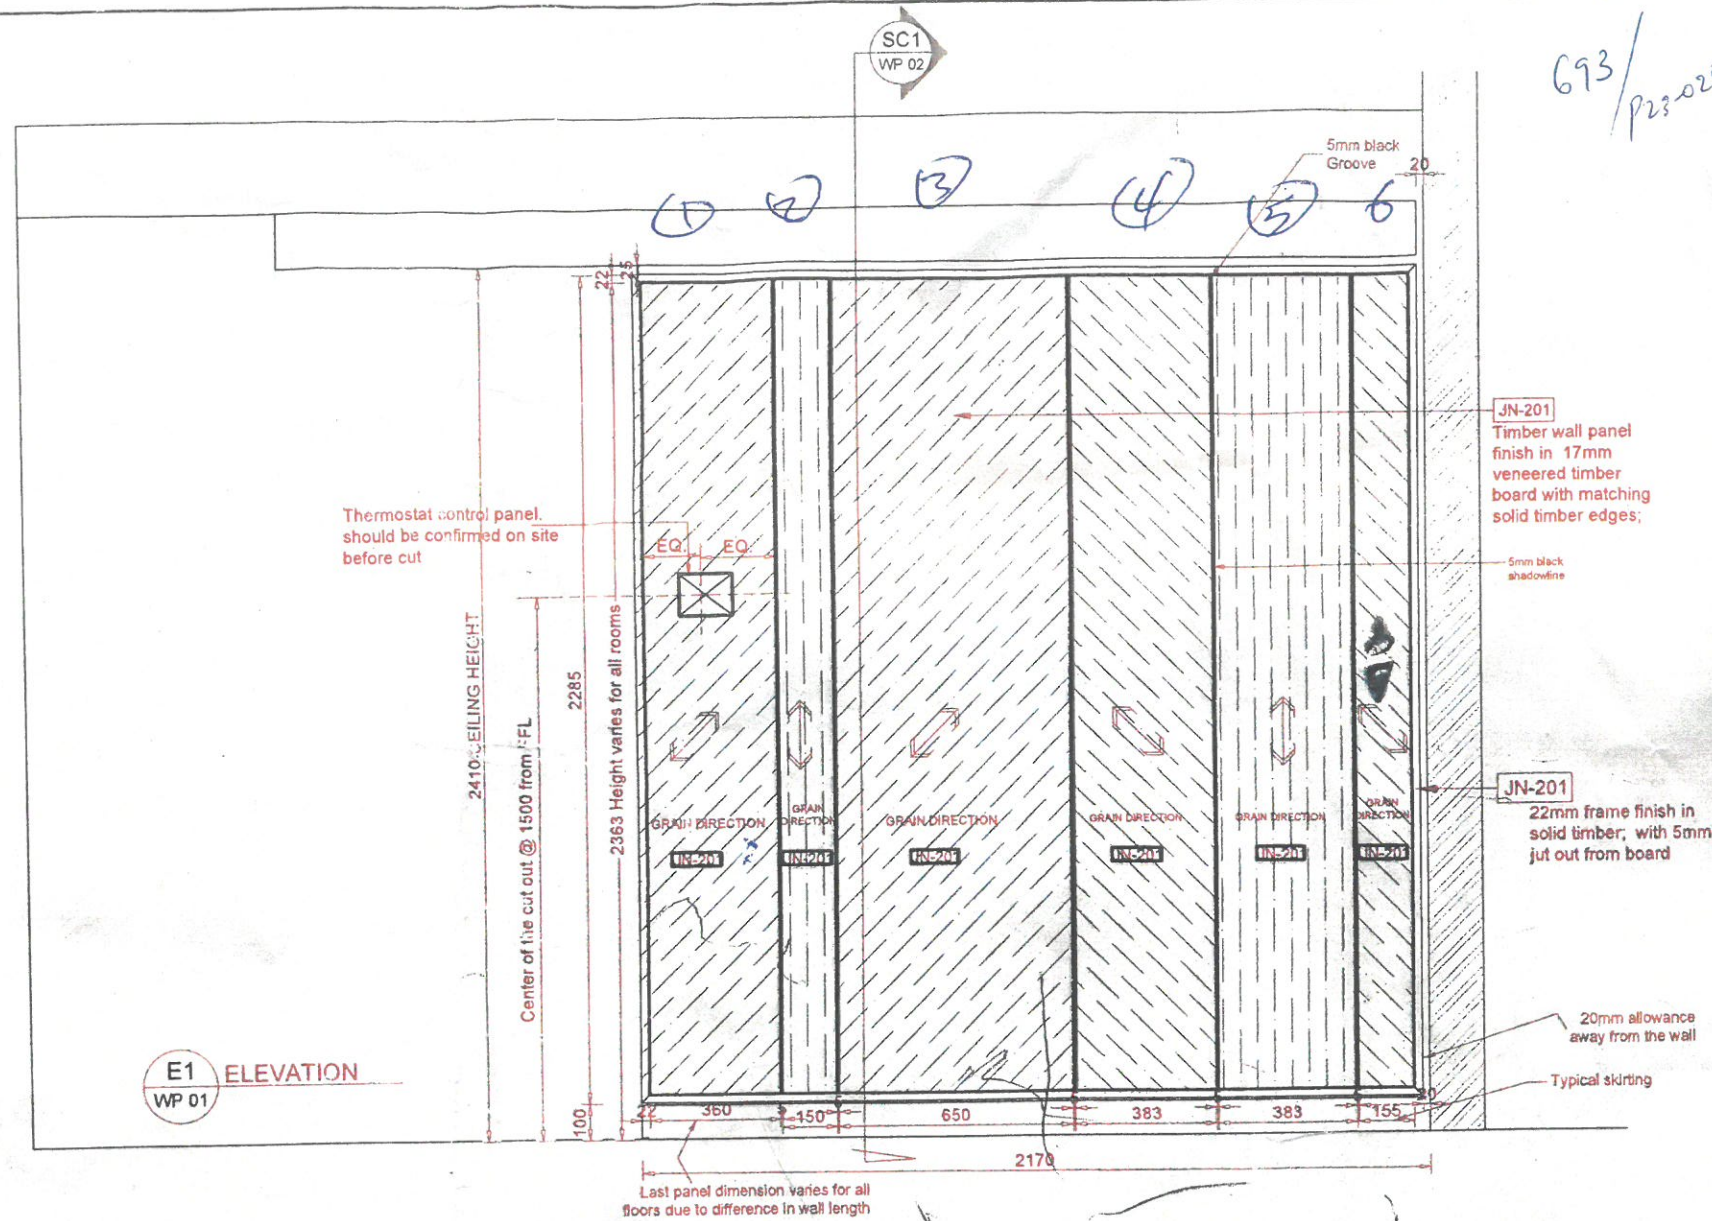 SC1
WP 02
693/
5mm black
Groove
20
1
2
3
4
5
6
22
25
JN-201
Timber wall panel
finish in 17mm
veneered timber
board with matching
solid timber edges;
Thermostat control panel.
should be confirmed on site
before cut
EQ.
EQ.
5mm black
shadowline
2410 CEILING HEIGHT
Center of the cut out @ 1500 from FFL
2285
2363 Height varies for all rooms
100
GRAIN DIRECTION
GRAIN
DIRECTION
GRAIN DIRECTION
GRAIN DIRECTION
GRAIN DIRECTION
GRAIN
DIRECTION
JN-201
JN-201
JN-201
JN-201
JN-201
JN-201
JN-201
22mm frame finish in
solid timber; with 5mm
jut out from board
20mm allowance
away from the wall
Typical skirting
E1
WP 01
ELEVATION
22
360
5
150
5
650
5
383
5
383
5
155
20
2170
Last panel dimension varies for all
floors due to difference in wall length